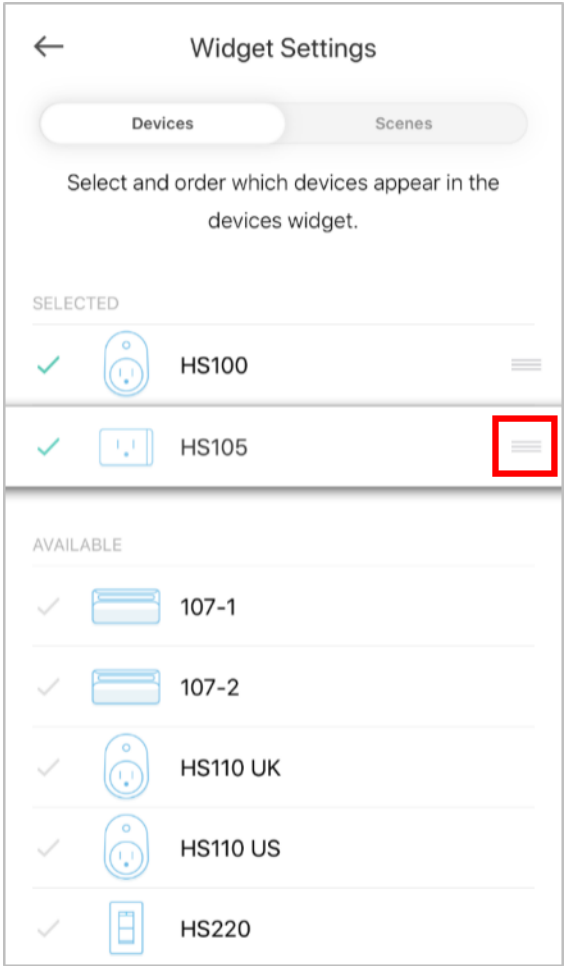 Widget Settings
Devices
Scenes
Select and order which devices appear in the
devices widget.
SELECTED
HS100
HS105
AVAILABLE
107-1
107-2
HS110 UK
HS110 US
HS220